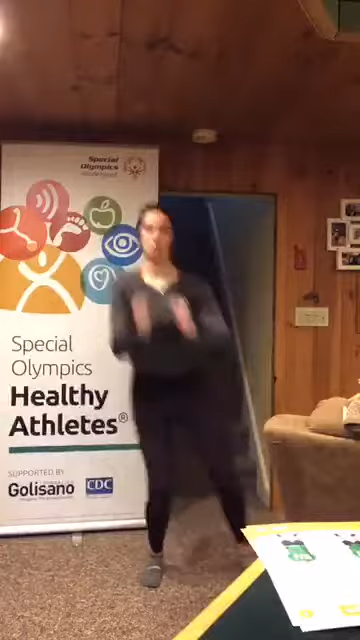 Special
Olympics
Special
Olympics
Healthy
Athletes®
SUPPORTED BY
Golisano
CDC